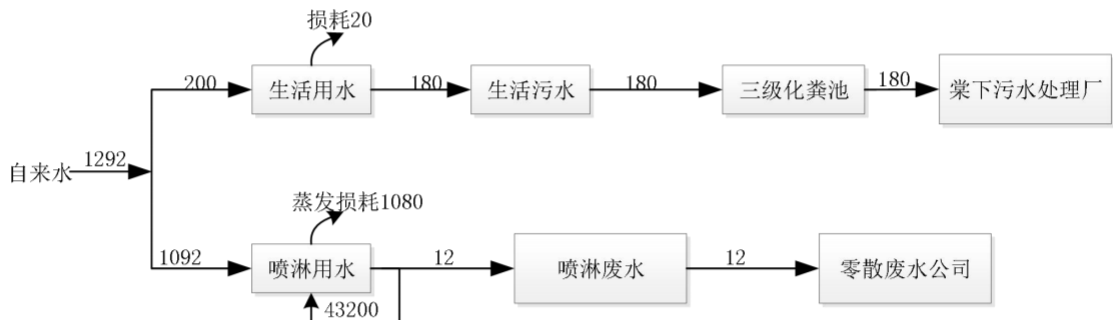 损耗20
200
生活用水
180
生活污水
180
三级化粪池
180
棠下污水处理厂
自来水
1292
蒸发损耗1080
1092
喷淋用水
12
喷淋废水
12
零散废水公司
43200